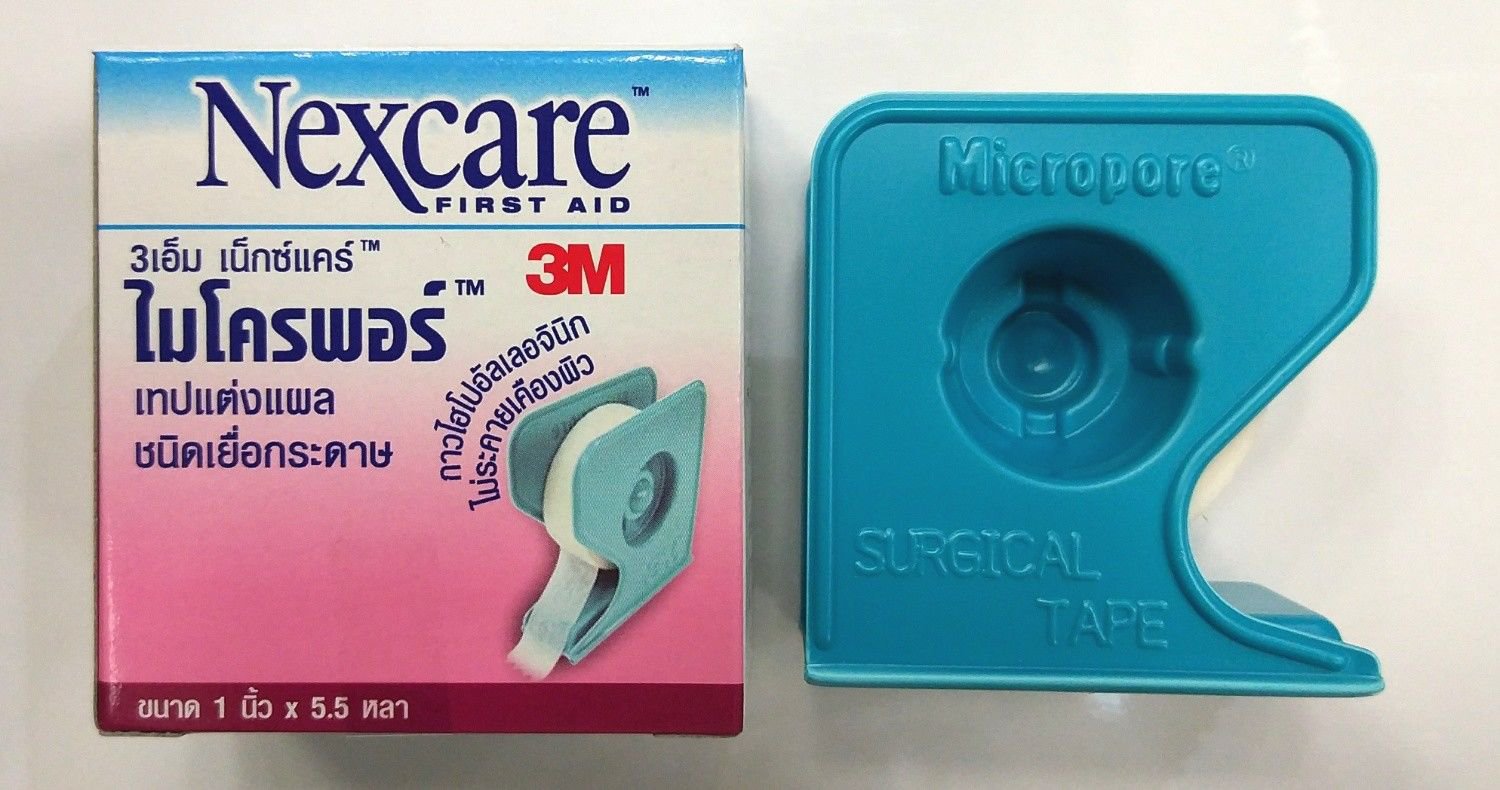 Nexcare™
FIRST AID
3เอ็ม เน็กซ์แคร์™
3M
ไมโครพอร์™
เทปแต่งแผล
ชนิดเยื่อกระดาษ
กาวไฮโปอัลเลอจินิก
ไม่ระคายเคืองผิว
ขนาด 1 นิ้ว x 5.5 หลา
Micropore®
SURGICAL
TAPE